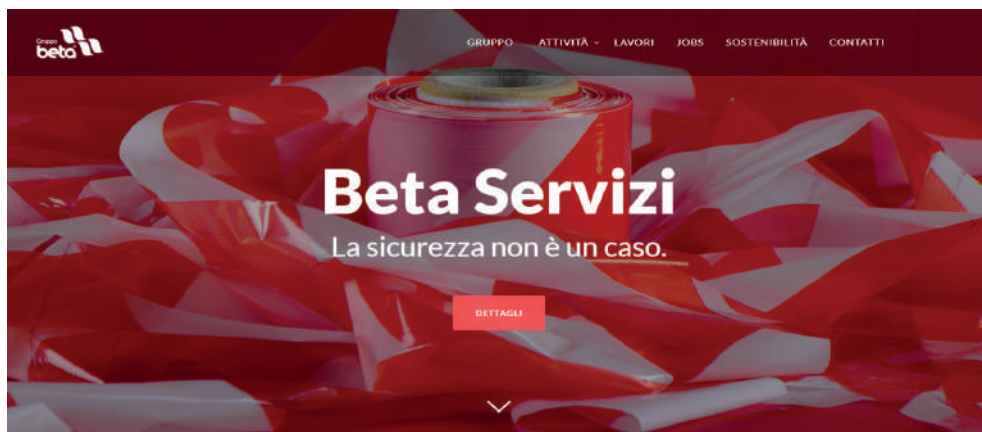 Gruppo
beta
GRUPPO ATTIVITÀ LAVORI JOBS SOSTENIBILITÀ CONTATTI
Beta Servizi
La sicurezza non è un caso.
DETTAGLI